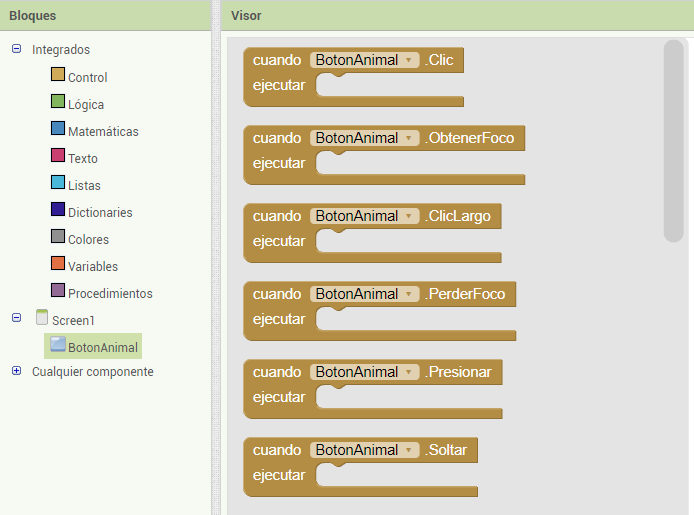 Bloques
Integrados
Control
Lógica
Matemáticas
Texto
Listas
Dictionaries
Colores
Variables
Procedimientos
Screen1
BotonAnimal
Cualquier componente
Visor
cuando BotonAnimal .Clic
ejecutar
cuando BotonAnimal .ObtenerFoco
ejecutar
cuando BotonAnimal .ClicLargo
ejecutar
cuando BotonAnimal .PerderFoco
ejecutar
cuando BotonAnimal .Presionar
ejecutar
cuando BotonAnimal .Soltar
ejecutar